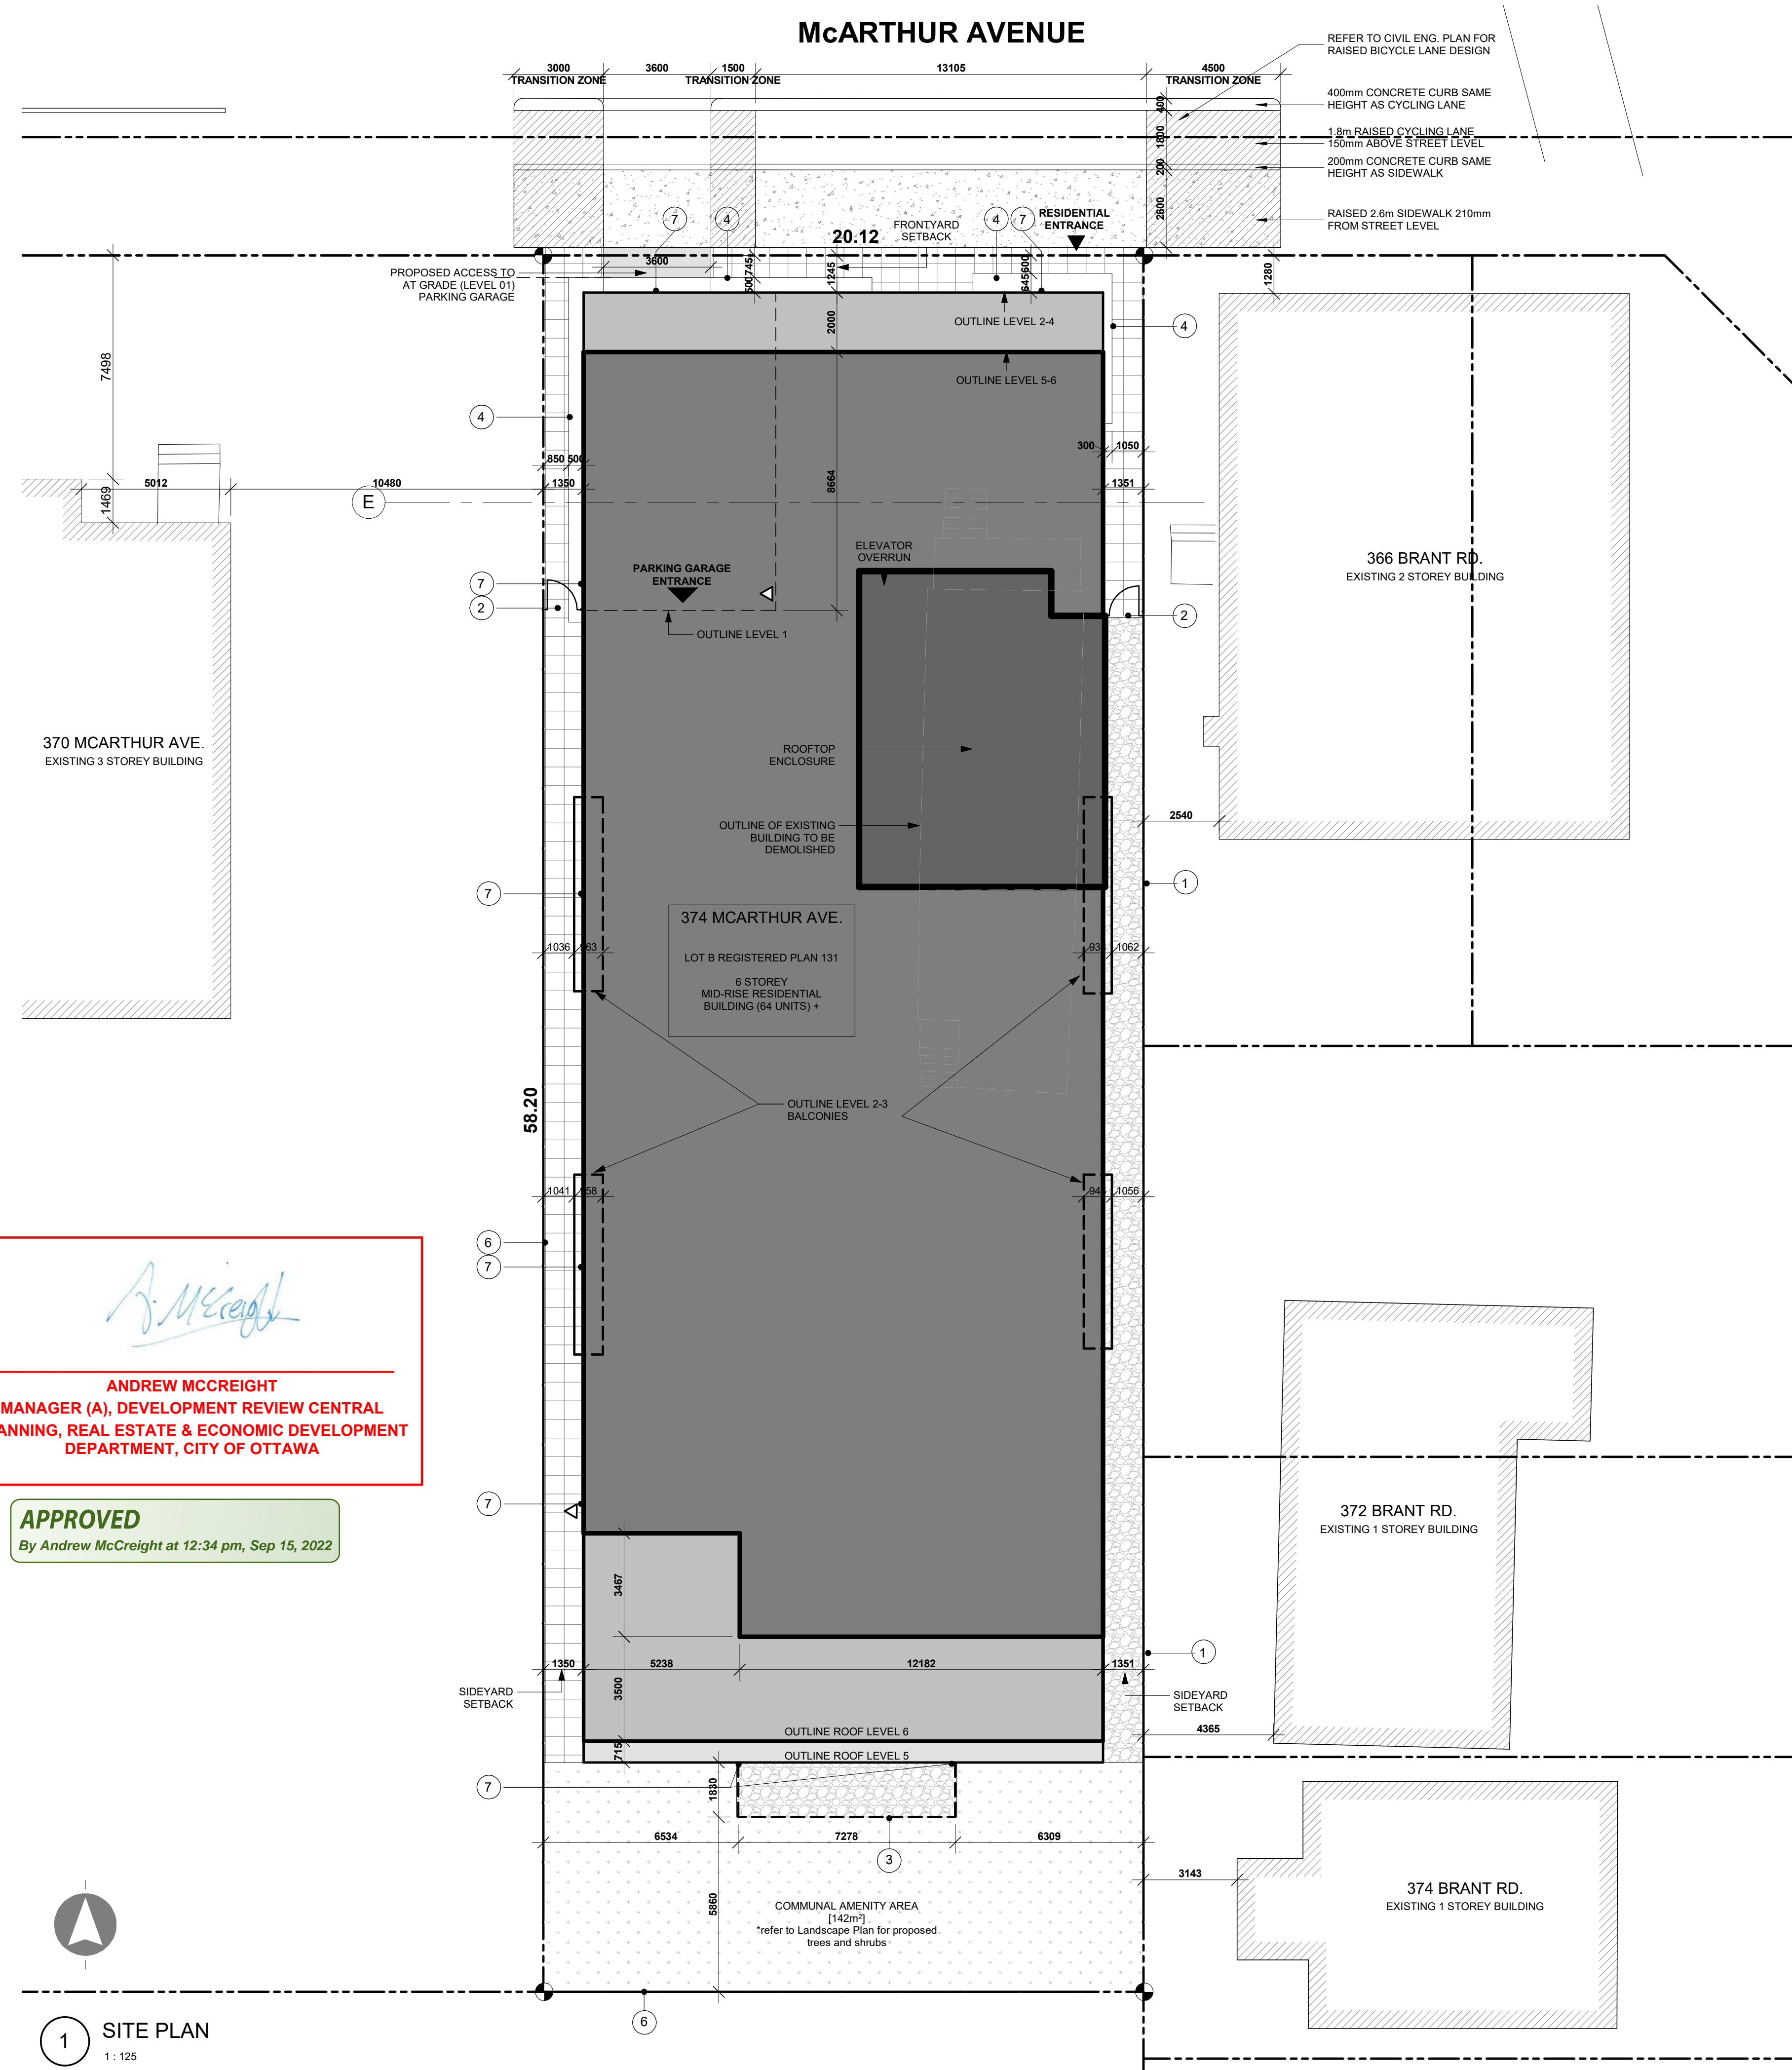 McARTHUR AVENUE
3000
TRANSITION ZONE
3600
1500
TRANSITION ZONE
13105
4500
TRANSITION ZONE
REFER TO CIVIL ENG. PLAN FOR
RAISED BICYCLE LANE DESIGN
400mm CONCRETE CURB SAME
HEIGHT AS CYCLING LANE
1.8m RAISED CYCLING LANE
150mm ABOVE STREET LEVEL
200mm CONCRETE CURB SAME
HEIGHT AS SIDEWALK
RAISED 2.6m SIDEWALK 210mm
FROM STREET LEVEL
400
1800
200
2600
7
4
4
7
RESIDENTIAL
ENTRANCE
FRONTYARD
SETBACK
20.12
3600
745
500
1245
600
645
1280
PROPOSED ACCESS TO
AT GRADE (LEVEL 01)
PARKING GARAGE
OUTLINE LEVEL 2-4
2000
OUTLINE LEVEL 5-6
4
7498
4
300
1050
850
500
1469
5012
10480
1350
8664
1351
E
ELEVATOR
OVERRUN
366 BRANT RD.
EXISTING 2 STOREY BUILDING
PARKING GARAGE
ENTRANCE
7
2
2
OUTLINE LEVEL 1
370 MCARTHUR AVE.
EXISTING 3 STOREY BUILDING
ROOFTOP
ENCLOSURE
OUTLINE OF EXISTING
BUILDING TO BE
DEMOLISHED
2540
7
1
374 MCARTHUR AVE.
LOT B REGISTERED PLAN 131
6 STOREY
MID-RISE RESIDENTIAL
BUILDING (64 UNITS) +
1036
963
1062
58.20
OUTLINE LEVEL 2-3
BALCONIES
1041
958
1056
6
7
ANDREW MCCREIGHT
MANAGER (A), DEVELOPMENT REVIEW CENTRAL
ANNING, REAL ESTATE & ECONOMIC DEVELOPMENT
DEPARTMENT, CITY OF OTTAWA
APPROVED
By Andrew McCreight at 12:34 pm, Sep 15, 2022
7
372 BRANT RD.
EXISTING 1 STOREY BUILDING
3467
1
1350
5238
12182
1351
3500
SIDEYARD
SETBACK
SIDEYARD
SETBACK
4365
OUTLINE ROOF LEVEL 6
715
OUTLINE ROOF LEVEL 5
7
1830
6534
7278
6309
3
3143
5860
374 BRANT RD.
EXISTING 1 STOREY BUILDING
COMMUNAL AMENITY AREA
[142m²]
*refer to Landscape Plan for proposed
trees and shrubs
6
1
SITE PLAN
1 : 125